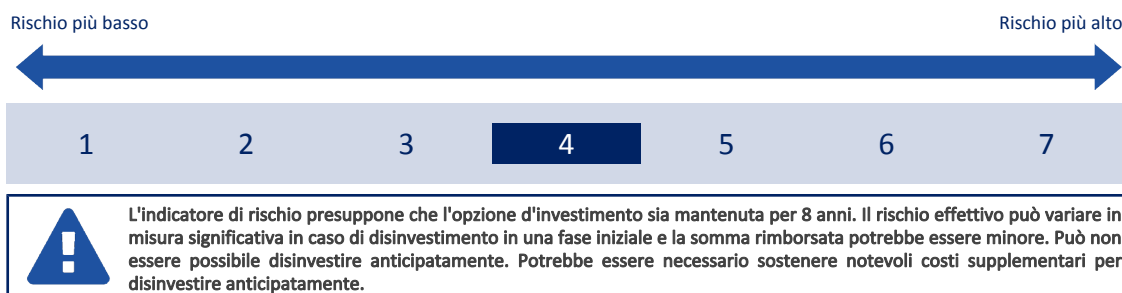 Rischio più basso Rischio più alto
1 2 3 4 5 6 7
L'indicatore di rischio presuppone che l'opzione d'investimento sia mantenuta per 8 anni. Il rischio effettivo può variare in
misura significativa in caso di disinvestimento in una fase iniziale e la somma rimborsata potrebbe essere minore. Può non
essere possibile disinvestire anticipatamente. Potrebbe essere necessario sostenere notevoli costi supplementari per
disinvestire anticipatamente.